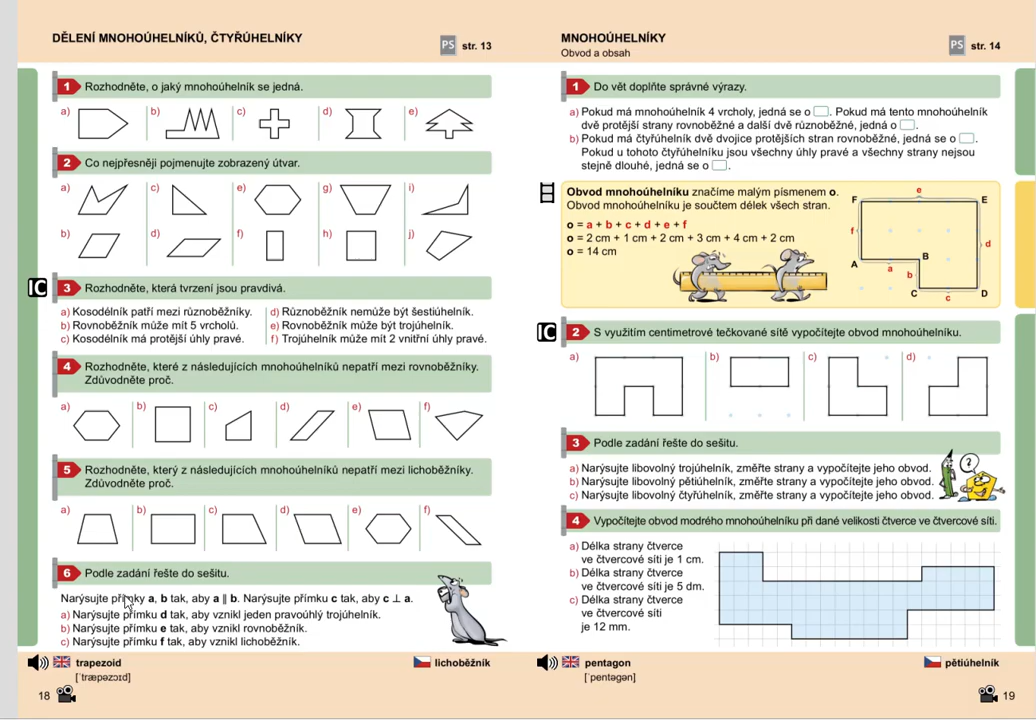 DĚLENÍ MNOHOÚHELNÍKŮ, ČTYŘÚHELNÍKY
PS str. 13
1 Rozhodněte, o jaký mnohoúhelník se jedná.
a) b) c) d) e)
2 Co nejpřesněji pojmenujte zobrazený útvar.
a) c) e) g) i)
b) d) f) h) j)
IC 3 Rozhodněte, která tvrzení jsou pravdivá.
a) Kosodélník patří mezi různoběžníky.
b) Rovnoběžník může mít 5 vrcholů.
c) Kosodélník má protější úhly pravé.
d) Různoběžník nemůže být šestiúhelník.
e) Rovnoběžník může být trojúhelník.
f) Trojúhelník může mít 2 vnitřní úhly pravé.
4 Rozhodněte, které z následujících mnohoúhelníků nepatří mezi rovnoběžníky.
Zdůvodněte proč.
a) b) c) d) e) f)
5 Rozhodněte, který z následujících mnohoúhelníků nepatří mezi lichoběžníky.
Zdůvodněte proč.
a) b) c) d) e) f)
6 Podle zadání řešte do sešitu.
Narýsujte přímky a, b tak, aby a ∥ b. Narýsujte přímku c tak, aby c ⊥ a.
a) Narýsujte přímku d tak, aby vznikl jeden pravoúhlý trojúhelník.
b) Narýsujte přímku e tak, aby vznikl rovnoběžník.
c) Narýsujte přímku f tak, aby vznikl lichoběžník.
trapezoid
lichoběžník
[ˈtræpəzɔɪd]
18
MNOHOÚHELNÍKY
Obvod a obsah
PS str. 14
1 Do vět doplňte správné výrazy.
a) Pokud má mnohoúhelník 4 vrcholy, jedná se o . Pokud má tento mnohoúhelník
dvě protější strany rovnoběžné a další dvě různoběžné, jedná o .
b) Pokud má čtyřúhelník dvě dvojice protějších stran rovnoběžné, jedná se o .
Pokud u tohoto čtyřúhelníku jsou všechny úhly pravé a všechny strany nejsou
stejně dlouhé, jedná se o .
Obvod mnohoúhelníku značíme malým písmenem o.
Obvod mnohoúhelníku je součtem délek všech stran.
o = a + b + c + d + e + f
o = 2 cm + 1 cm + 2 cm + 3 cm + 4 cm + 2 cm
o = 14 cm
e
F E
f d
A B
a b
C c D
IC 2 S využitím centimetrové tečkované sítě vypočítejte obvod mnohoúhelníku.
a) b) c) d)
3 Podle zadání řešte do sešitu.
a) Narýsujte libovolný trojúhelník, změřte strany a vypočítejte jeho obvod.
b) Narýsujte libovolný pětiúhelník, změřte strany a vypočítejte jeho obvod.
c) Narýsujte libovolný čtyřúhelník, změřte strany a vypočítejte jeho obvod.
?
4 Vypočítejte obvod modrého mnohoúhelníku při dané velikosti čtverce ve čtvercové síti.
a) Délka strany čtverce
ve čtvercové síti je 1 cm.
b) Délka strany čtverce
ve čtvercové síti je 5 dm.
c) Délka strany čtverce
ve čtvercové síti
je 12 mm.
pentagon
pětiúhelník
[ˈpentəgən]
19